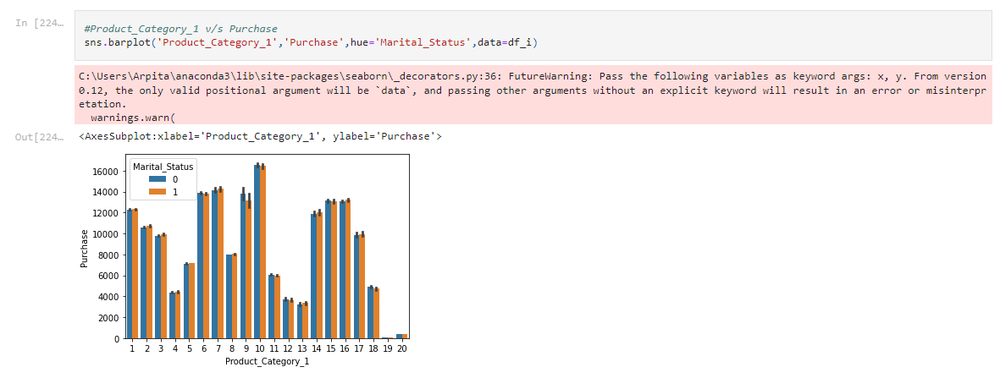 In [224…
#Product_Category_1 v/s Purchase
sns.barplot('Product_Category_1','Purchase',hue='Marital_Status',data=df_i)
C:\Users\Arpita\anaconda3\lib\site-packages\seaborn\_decorators.py:36: FutureWarning: Pass the following variables as keyword args: x, y. From version
0.12, the only valid positional argument will be `data`, and passing other arguments without an explicit keyword will result in an error or misinterpr
etation.
warnings.warn(
Out[224…
<AxesSubplot:xlabel='Product_Category_1', ylabel='Purchase'>
Marital_Status
0
1
16000
14000
12000
10000
8000
6000
4000
2000
0
Purchase
1 2 3 4 5 6 7 8 9 10 11 12 13 14 15 16 17 18 19 20
Product_Category_1